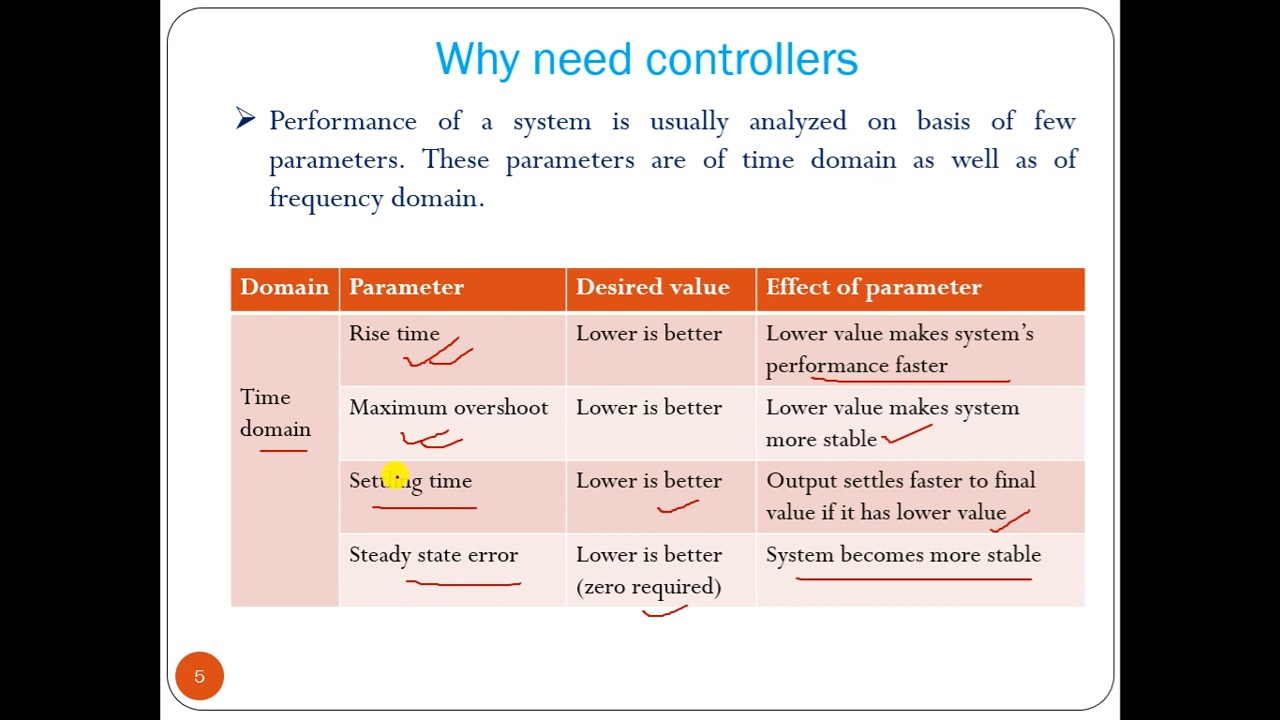 Why need controllers
Performance of a system is usually analyzed on basis of few
parameters. These parameters are of time domain as well as of
frequency domain.
Domain Parameter Desired value Effect of parameter
Time
domain
Rise time Lower is better Lower value makes system’s
performance faster
Maximum overshoot Lower is better Lower value makes system
more stable
Settling time Lower is better Output settles faster to final
value if it has lower value
Steady state error Lower is better System becomes more stable
(zero required)
5